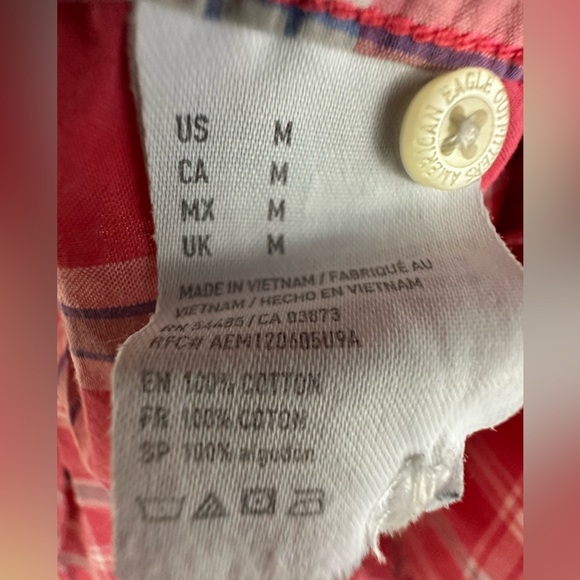 AMERICAN EAGLE OUTFITTERS
US M
CA M
MX M
UK M
MADE IN VIETNAM / FABRIQUÉ AU
VIETNAM / HECHO EN VIETNAM
RN 54485 / CA 03873
RFC# AEM120605U9A
EN 100% COTTON
FR 100% COTON
SP 100% algodon